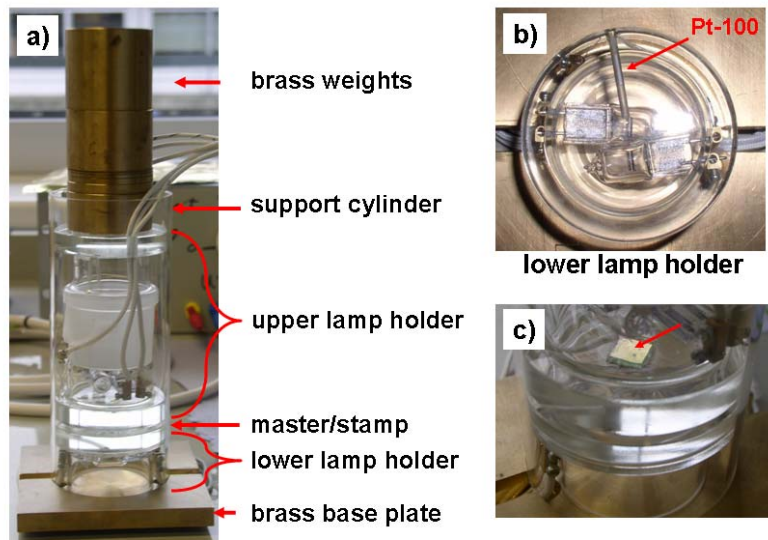 a)
brass weights
support cylinder
upper lamp holder
master/stamp
lower lamp holder
brass base plate
b)
Pt-100
lower lamp holder
c)